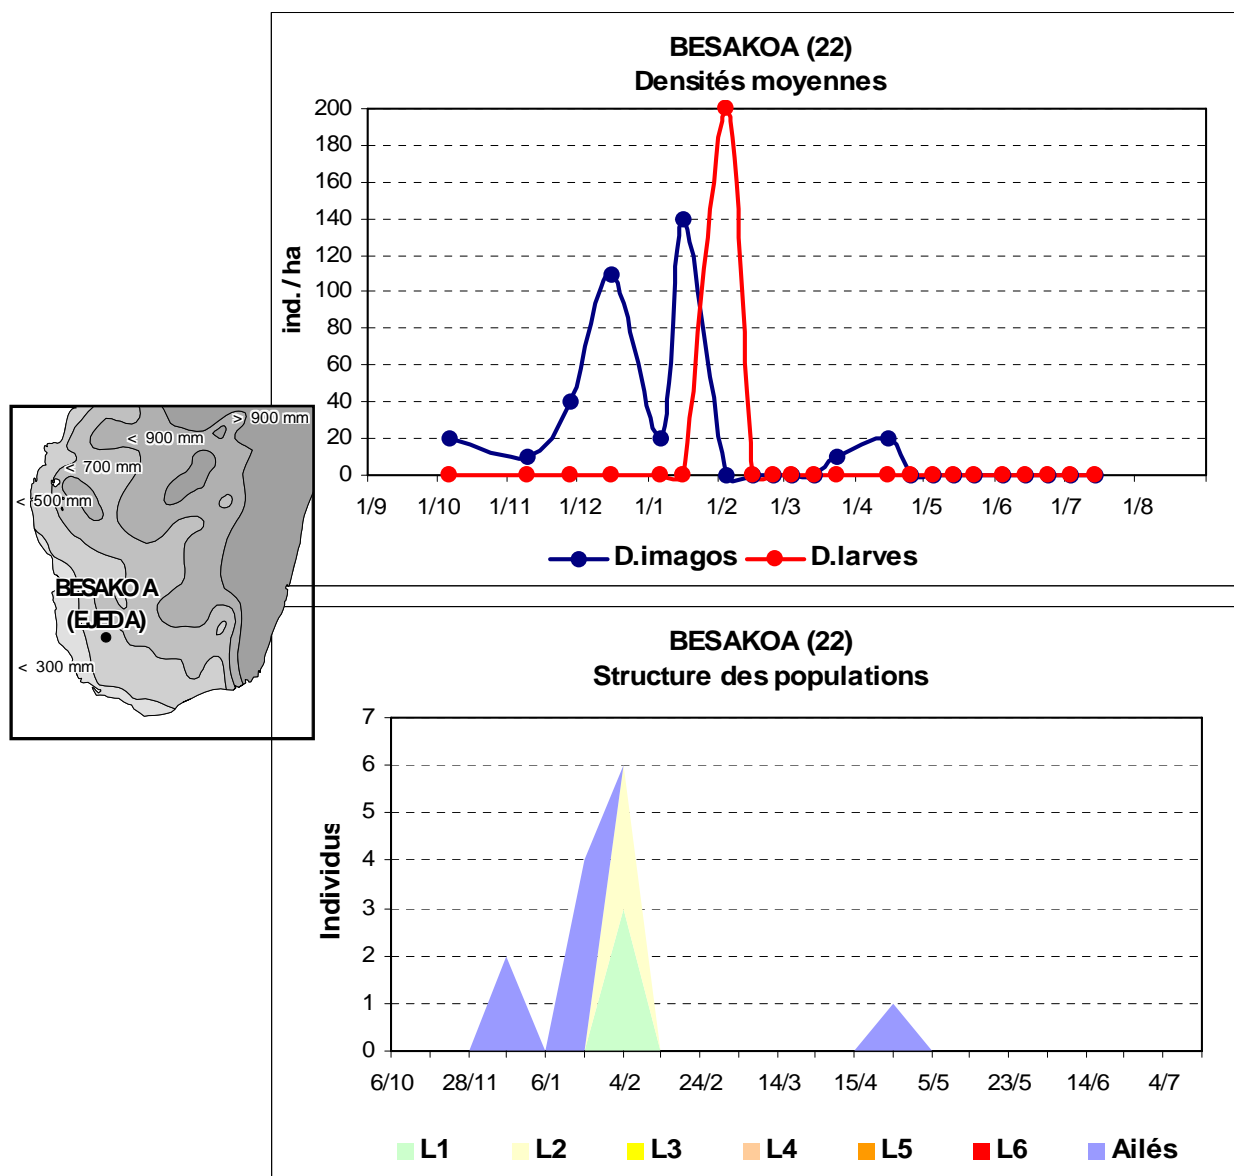 BESAKOA (22)
Densités moyennes
ind. / ha
200
180
160
140
120
100
80
60
40
20
0
1/9 1/10 1/11 1/12 1/1 1/2 1/3 1/4 1/5 1/6 1/7 1/8
D.imagos D.larves
> 900 mm
< 900 mm
< 700 mm
< 500 mm
BESAKOA
(EJEDA)
< 300 mm
BESAKOA (22)
Structure des populations
Individus
7
6
5
4
3
2
1
0
6/10 28/11 6/1 4/2 24/2 14/3 15/4 5/5 23/5 14/6 4/7
L1 L2 L3 L4 L5 L6 Ailés